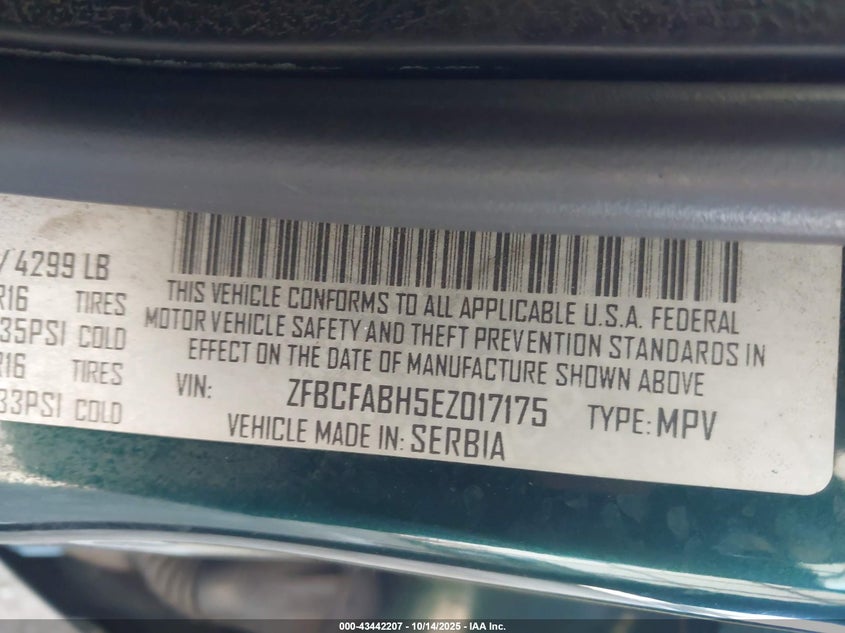 / 4299 LB
R16 TIRES
35PSI COLD
R16 TIRES
33PSI COLD
THIS VEHICLE CONFORMS TO ALL APPLICABLE U.S.A. FEDERAL
MOTOR VEHICLE SAFETY AND THEFT PREVENTION STANDARDS IN
EFFECT ON THE DATE OF MANUFACTURE SHOWN ABOVE
VIN: ZFBCFABH5EZ017175 TYPE: MPV
VEHICLE MADE IN: SERBIA
000-43442207 - 10/14/2025 - IAA Inc.